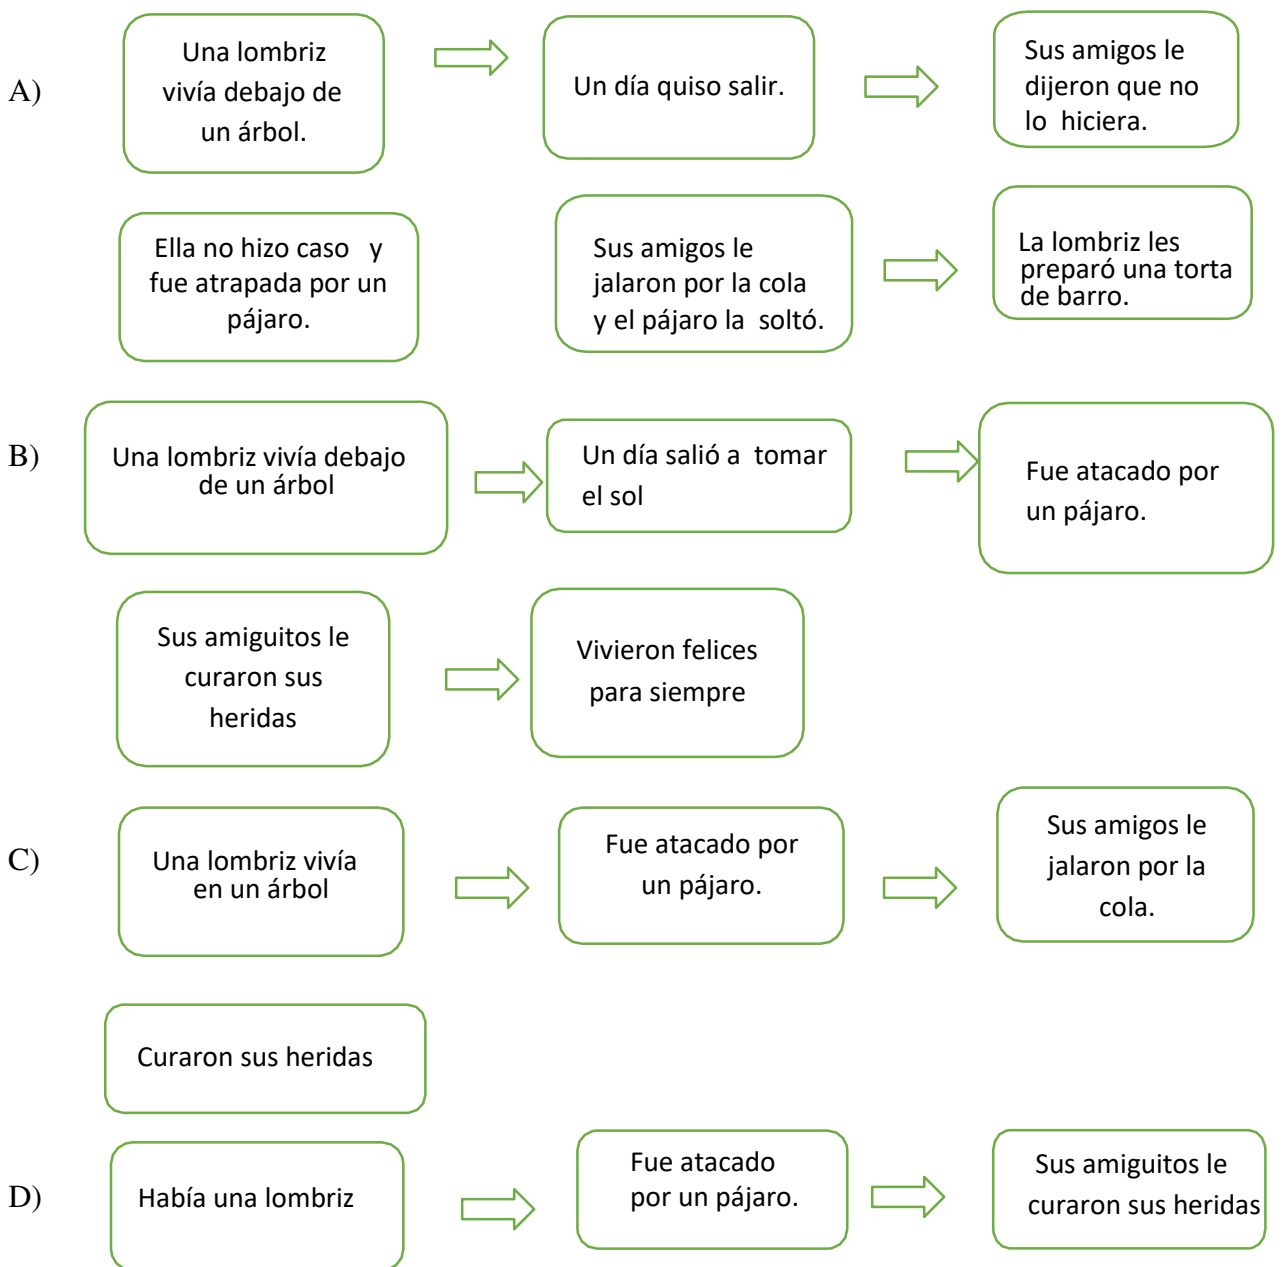 A)
Una lombriz
vivía debajo de
un árbol.
Un día quiso salir.
Sus amigos le
dijeron que no
lo hiciera.
Ella no hizo caso y
fue atrapada por un
pájaro.
Sus amigos le
jalaron por la cola
y el pájaro la soltó.
La lombriz les
preparó una torta
de barro.
B)
Una lombriz vivía debajo
de un árbol
Un día salió a tomar
el sol
Fue atacado por
un pájaro.
Sus amiguitos le
curaron sus
heridas
Vivieron felices
para siempre
C)
Una lombriz vivía
en un árbol
Fue atacado por
un pájaro.
Sus amigos le
jalaron por la
cola.
Curaron sus heridas
D)
Había una lombriz
Fue atacado
por un pájaro.
Sus amiguitos le
curaron sus heridas